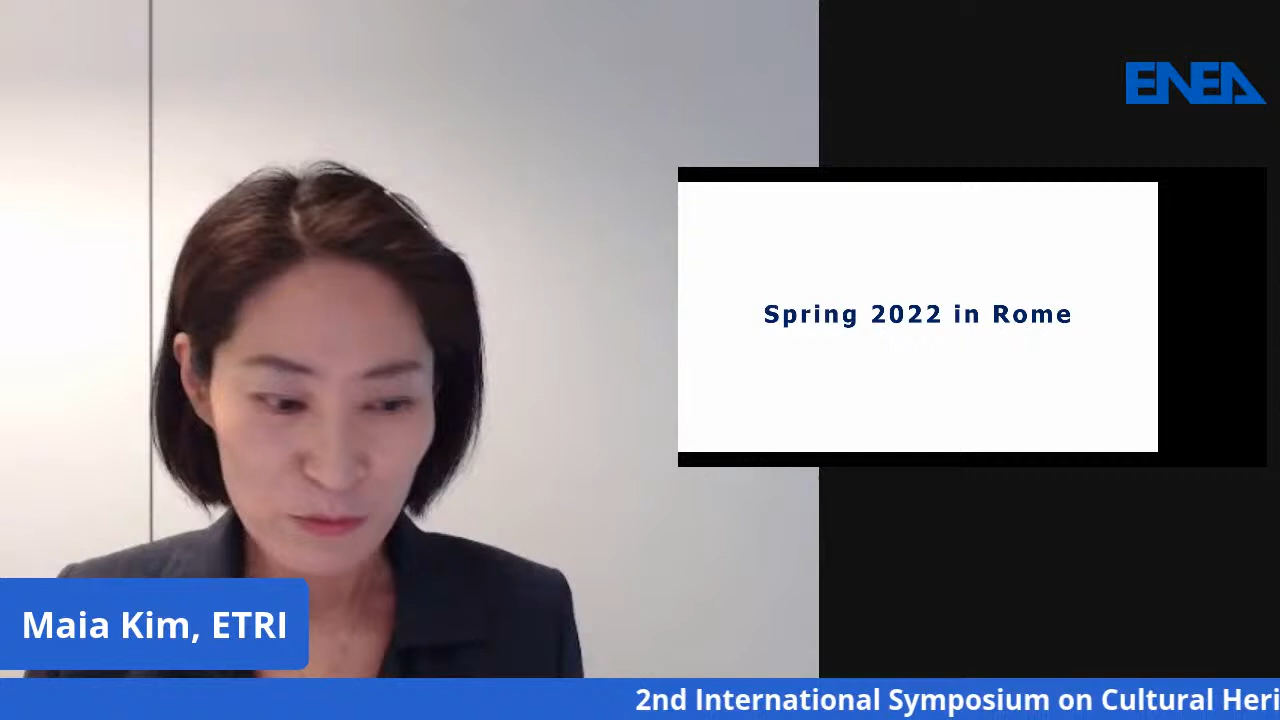 ENEA
Spring 2022 in Rome
Maia Kim, ETRI
2nd International Symposium on Cultural Heri